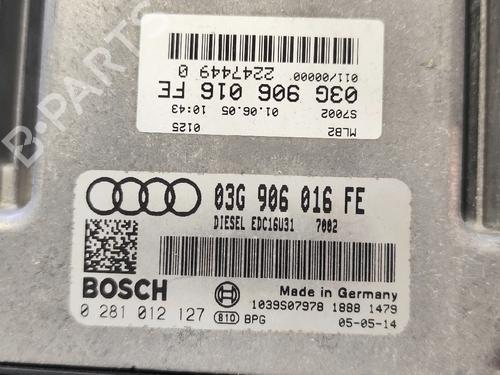 MLB2 0125
S7002 01.06.05 10:43
03G 906 016 FE
011/00000 2247449 0
B-PARTS
03G 906 016 FE
DIESEL EDC16U31 7002
BOSCH
Made in Germany
1039S07978 1888 1479
0 281 012 127 B10 BPG 05-05-14